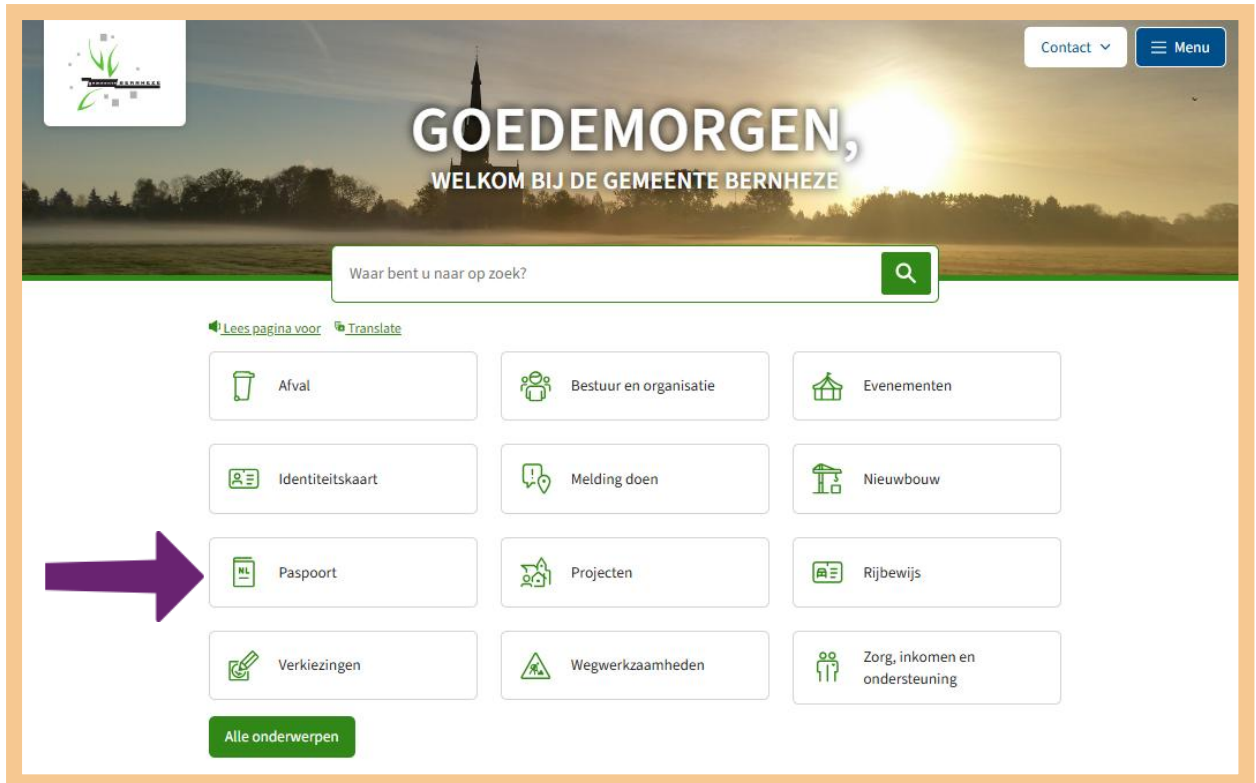 gemeente BERNHEZE
Contact
Menu
GOEDEMORGEN,
WELKOM BIJ DE GEMEENTE BERNHEZE
Waar bent u naar op zoek?
Lees pagina voor Translate
Afval
Bestuur en organisatie
Evenementen
Identiteitskaart
Melding doen
Nieuwbouw
NL
Paspoort
Projecten
Rijbewijs
Verkiezingen
Wegwerkzaamheden
Zorg, inkomen en
ondersteuning
Alle onderwerpen